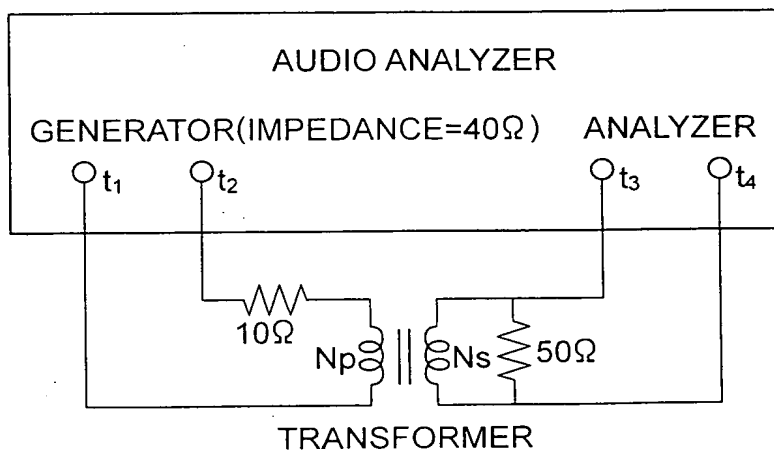 AUDIO ANALYZER
GENERATOR(IMPEDANCE=40Ω) ANALYZER
t1 t2 t3 t4
10Ω
Np Ns 50Ω
TRANSFORMER